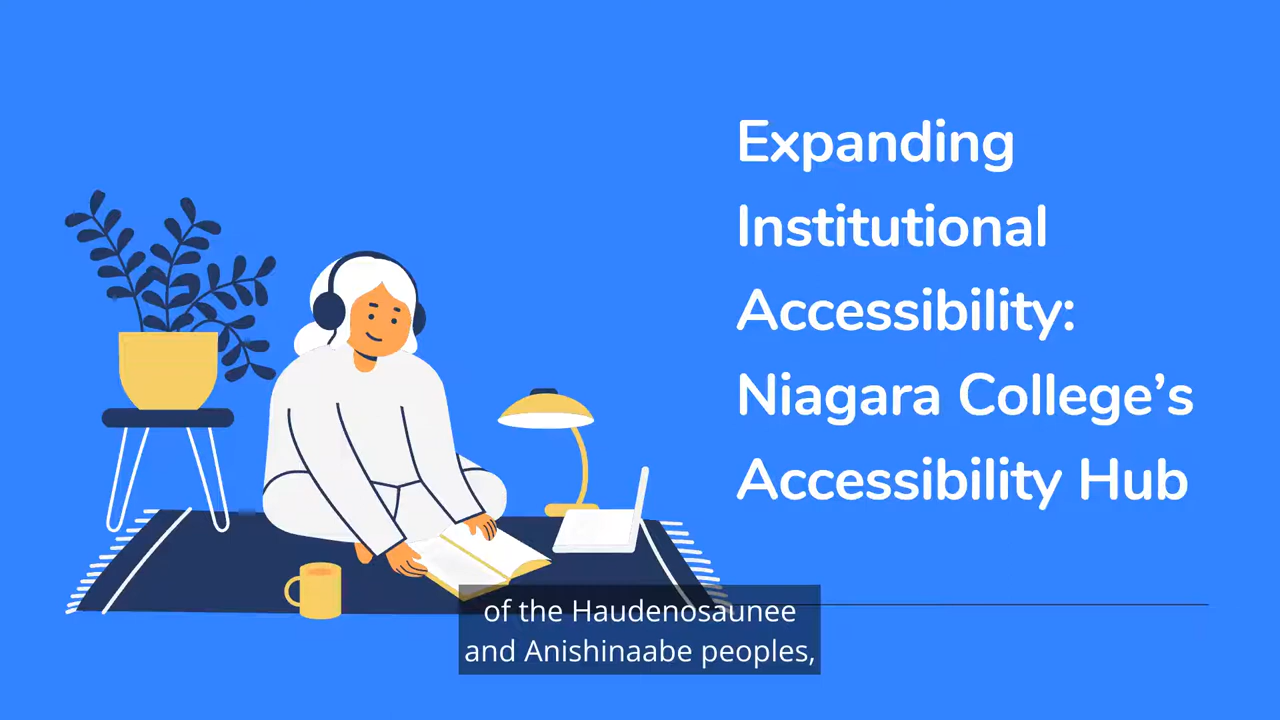 Expanding
Institutional
Accessibility:
Niagara College’s
Accessibility Hub
of the Haudenosaunee
and Anishinaabe peoples,